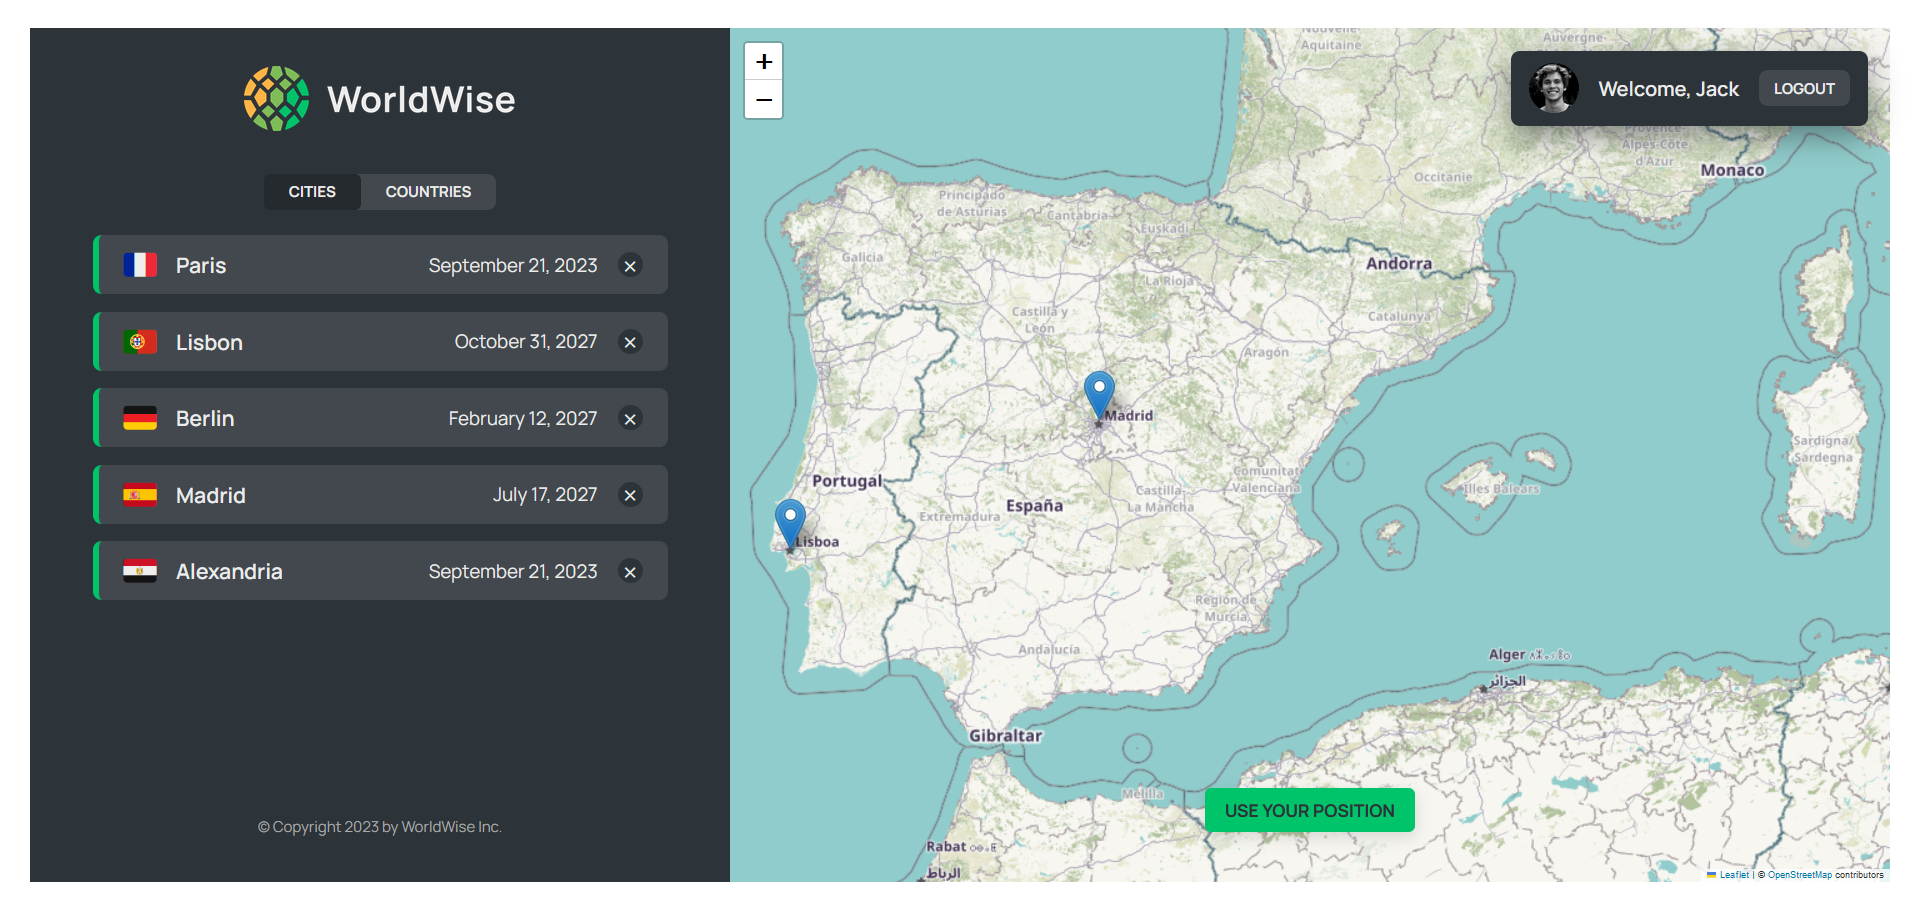 WorldWise
CITIES
COUNTRIES
Paris
September 21, 2023
×
Lisbon
October 31, 2027
×
Berlin
February 12, 2027
×
Madrid
July 17, 2027
×
Alexandria
September 21, 2023
×
© Copyright 2023 by WorldWise Inc.
+
−
Welcome, Jack
LOGOUT
Nouvelle-
Aquitaine
Auvergne-
Provence-
Alpes-Côte
d'Azur
Monaco
Occitanie
Principado
de Asturias
Cantabria
Euskadi
Galicia
Andorra
La Rioja
Castilla y
León
Catalunya
Aragón
Madrid
Sardigna/
Sardegna
Portugal
España
Comunitat
Valenciana
Castilla-
La Mancha
Illes Balears
Extremadura
Lisboa
Región de
Murcia
Andalucía
Alger
الجزائر
Gibraltar
Melilla
USE YOUR POSITION
Rabat
الرباط
Leaflet | © OpenStreetMap contributors